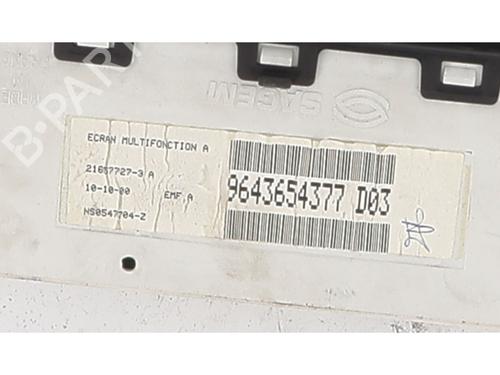 B-PARTS
SAGEM
ECRAN MULTIFONCTION A
21657727-3 A
10-10-00 EMF.A
NS0547704-Z
9643654377 D03